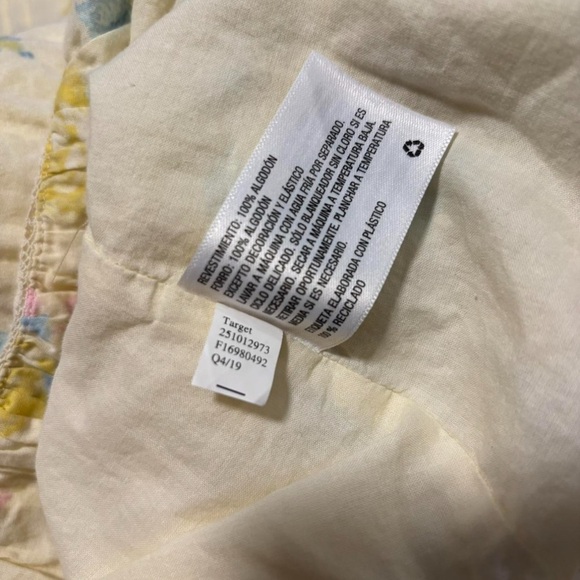 REVESTIMIENTO: 100% ALGODÓN
FORRO: 100% ALGODÓN
EXCEPTO DECORACIÓN Y ELÁSTICO
LAVAR A MÁQUINA CON AGUA FRÍA POR SEPARADO.
CICLO DELICADO. SÓLO BLANQUEADOR SIN CLORO SI ES
NECESARIO. SECAR A MÁQUINA A TEMPERATURA BAJA.
RETIRAR OPORTUNAMENTE. PLANCHAR A TEMPERATURA
MEDIA SI ES NECESARIO.
ETIQUETA ELABORADA CON PLÁSTICO
100 % RECICLADO
Target
251012973
F16980492
Q4/19